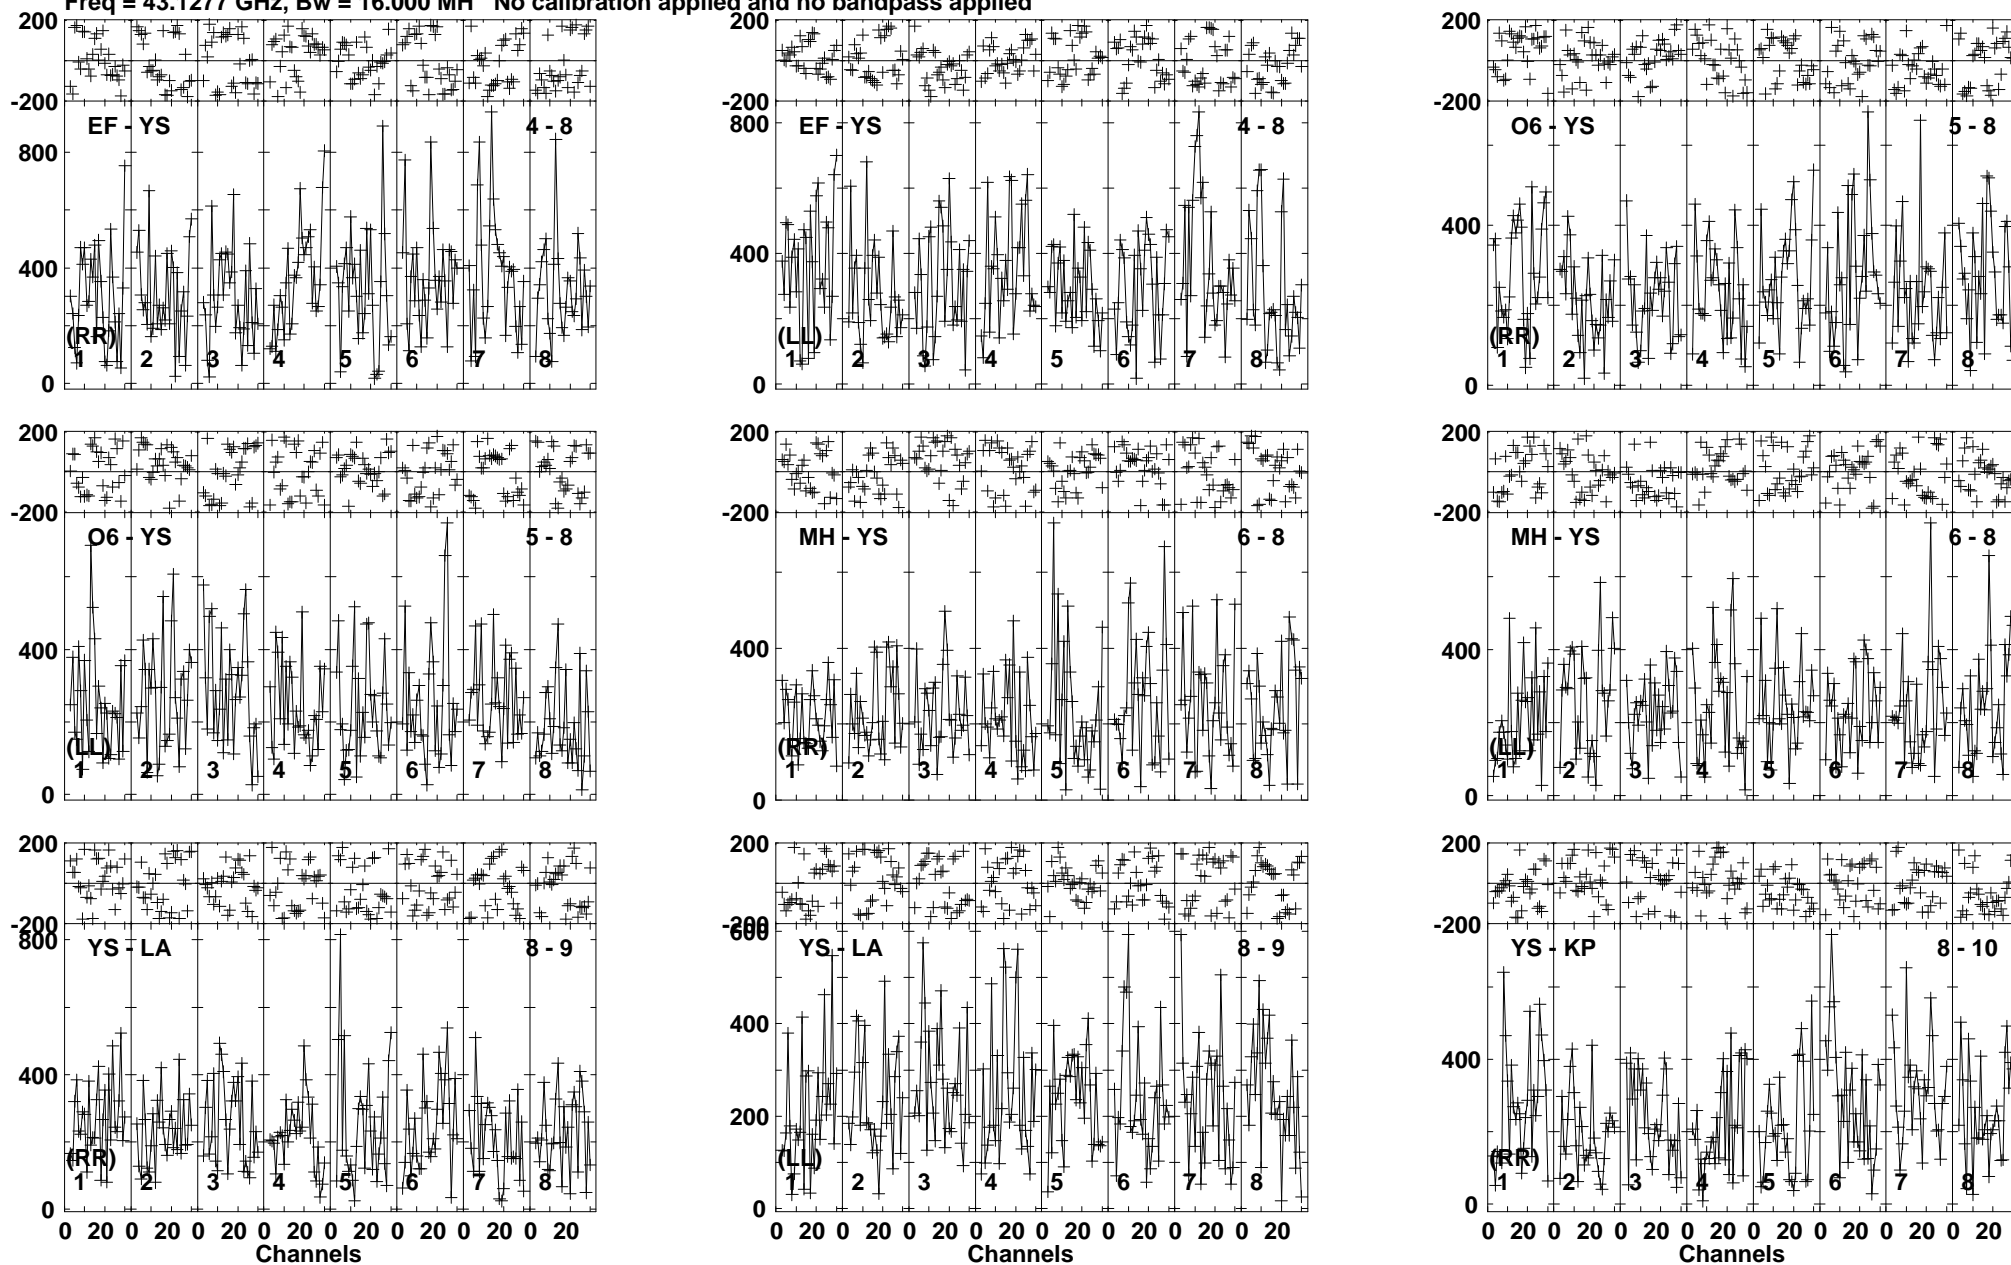 Freq = 43.1277 GHz, Bw = 16.000 MH No calibration applied and no bandpass applied
200 200 200
-200 -200 -200
EF - YS 4 - 8 EF - YS 4 - 8 O6 - YS 5 - 8
800 800
400 400 400
(RR) (LL) (RR)
1 2 3 4 5 6 7 8 1 2 3 4 5 6 7 8 1 2 3 4 5 6 7 8
0 0 0
200 200 200
-200 -200 -200
O6 - YS 5 - 8 MH - YS 6 - 8 MH - YS 6 - 8
400 400 400
(LL) (RR) (LL)
1 2 3 4 5 6 7 8 1 2 3 4 5 6 7 8 1 2 3 4 5 6 7 8
0 0 0
200 200 200
-200 -200 -200
800 600
YS - LA 8 - 9 YS - LA 8 - 9 YS - KP 8 - 10
400 400 400
200
(RR) (LL) (RR)
1 2 3 4 5 6 7 8 1 2 3 4 5 6 7 8 1 2 3 4 5 6 7 8
0 0 0
0 20 0 20 0 20 0 20 0 20 0 20 0 20 0 20 0 20 0 20 0 20 0 20 0 20 0 20 0 20 0 20 0 20 0 20 0 20 0 20 0 20 0 20 0 20 0 20
Channels Channels Channels